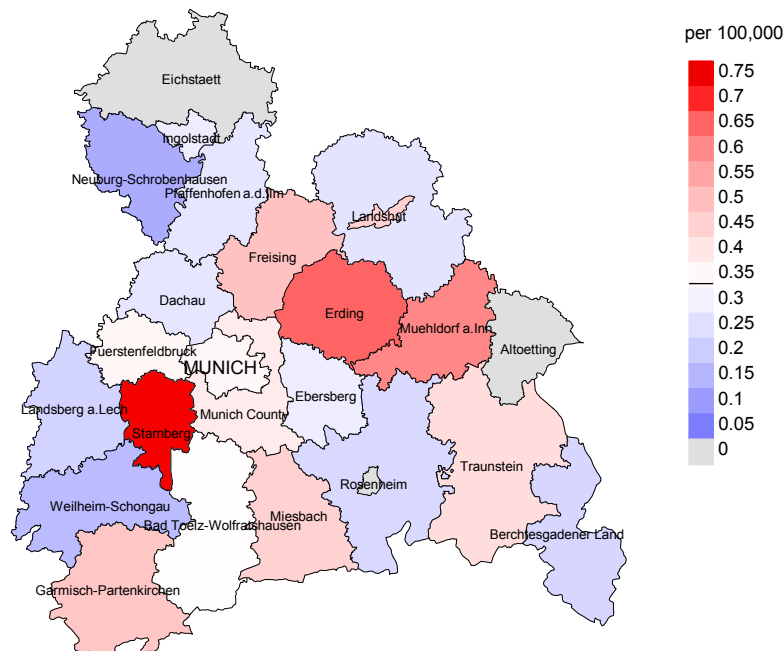 per 100,000
0.75
0.7
0.65
0.6
0.55
0.5
0.45
0.4
0.35
0.3
0.25
0.2
0.15
0.1
0.05
0
Eichstaett
Ingolstadt
Neuburg-Schrobenhausen
Pfaffenhofen a.d.Ilm
Landshut
Freising
Dachau
Erding
Muehldorf a.Inn
Altoetting
Fuerstenfeldbruck
MUNICH
Ebersberg
Landsberg a.Lech
Munich County
Starnberg
Traunstein
Rosenheim
Weilheim-Schongau
Miesbach
Bad Toelz-Wolfratshausen
Berchtesgadener Land
Garmisch-Partenkirchen